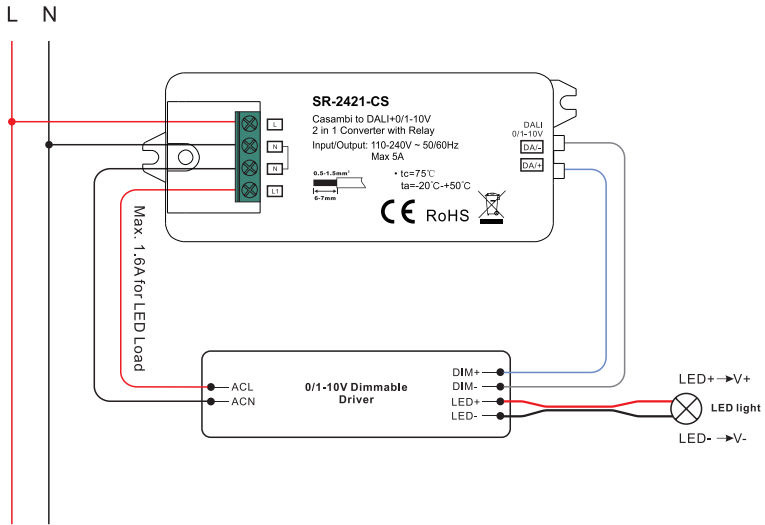 L N
SR-2421-CS
Casambi to DALI+0/1-10V
2 in 1 Converter with Relay
Input/Output: 110-240V ~ 50/60Hz
Max 5A
0.5-1.5mm²
6-7mm
• tc=75℃
ta=-20℃-+50℃
CE RoHS
L
N
N
L1
DALI
0/1-10V
DA/-
DA/+
Max. 1.6A for LED Load
ACL
ACN
0/1-10V Dimmable
Driver
DIM+
DIM-
LED+
LED-
LED+→V+
LED light
LED- →V-